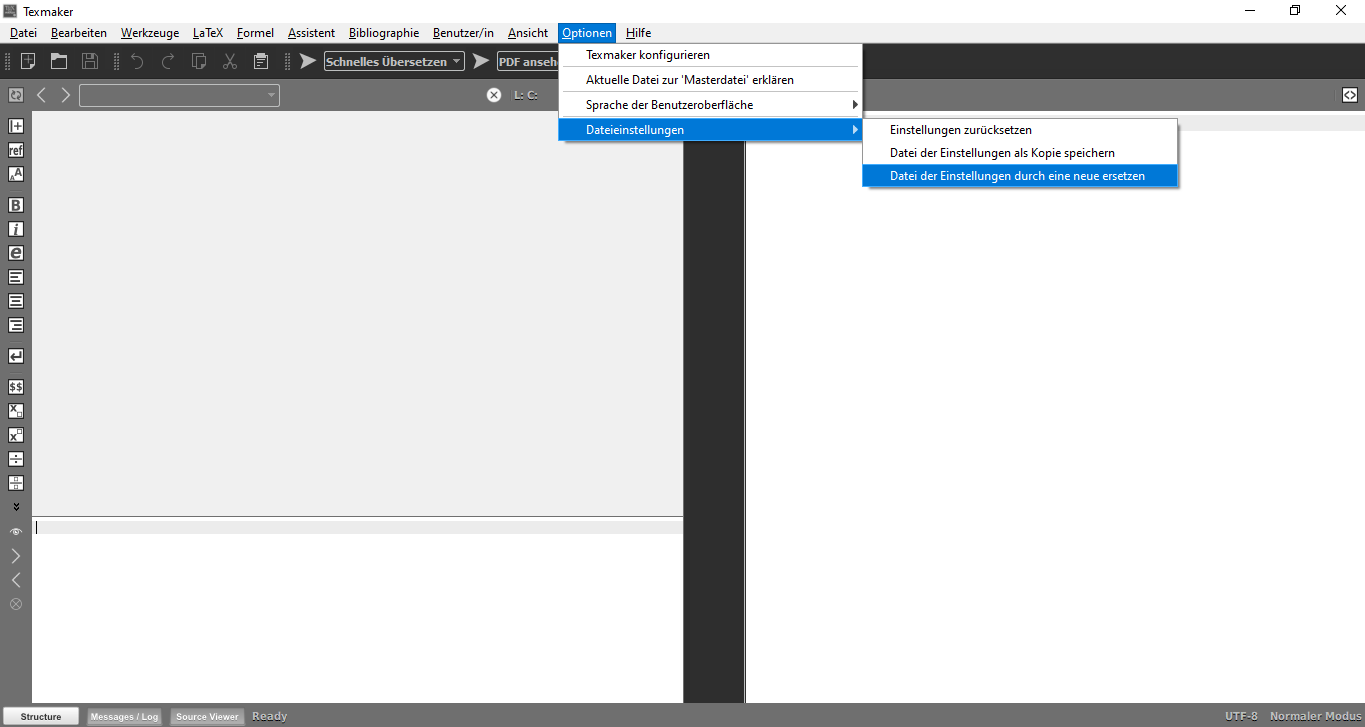 Texmaker
Datei Bearbeiten Werkzeuge LaTeX Formel Assistent Bibliographie Benutzer/in Ansicht Optionen Hilfe
Schnelles Übersetzen PDF anseh
L: C:
Texmaker konfigurieren
Aktuelle Datei zur 'Masterdatei' erklären
Sprache der Benutzeroberfläche
Dateieinstellungen
Einstellungen zurücksetzen
Datei der Einstellungen als Kopie speichern
Datei der Einstellungen durch eine neue ersetzen
ref
A A
B
i
e
$$
x
x
Structure Messages / Log Source Viewer Ready UTF-8 Normaler Modus